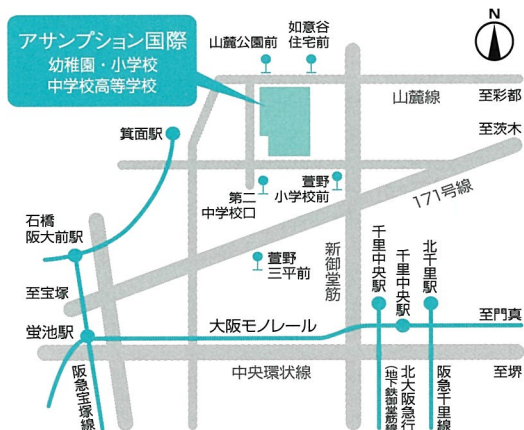 アサンプション国際
幼稚園・小学校
中学校高等学校
山麓公園前
如意谷
住宅前
N
山麓線
至彩都
至茨木
箕面駅
第二
中学校口
萱野
小学校前
171号線
石橋
阪大前駅
萱野
三平前
新御堂筋
千里中央駅
千里中央駅
北千里駅
至宝塚
蛍池駅
大阪モノレール
至門真
中央環状線
至堺
阪急宝塚線
北大阪急行
(地下鉄御堂筋線
阪急千里線